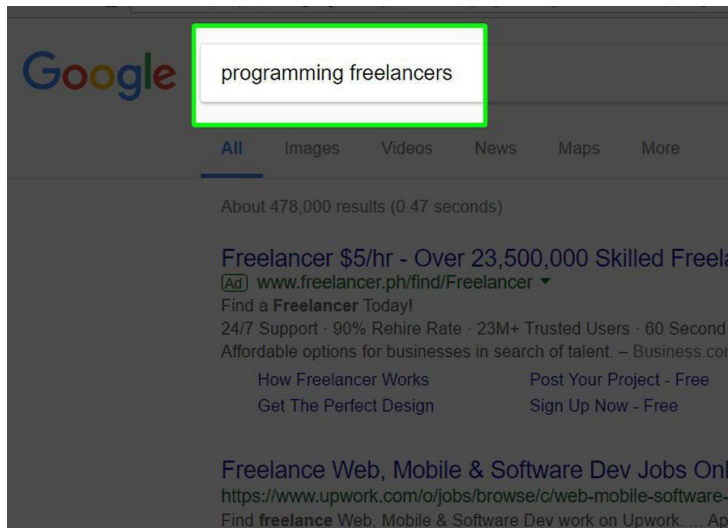 Google
programming freelancers
All Images Videos News Maps More
About 478,000 results (0.47 seconds)
Freelancer $5/hr - Over 23,500,000 Skilled
Ad www.freelancer.ph/find/Freelancer
Find a Freelancer Today!
24/7 Support · 90% Rehire Rate · 23M+ Trusted Users · 60 Second
Affordable options for businesses in search of talent. – Business.com
How Freelancer Works Post Your Project - Free
Get The Perfect Design Sign Up Now - Free
Freelance Web, Mobile & Software Dev Jobs
https://www.upwork.com/o/jobs/browse/c/web-mobile-software-
Find freelance Web, Mobile & Software Dev work on Upwork. ...